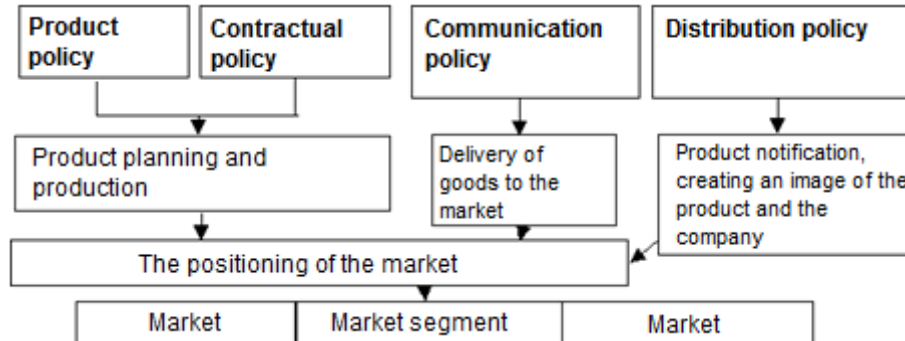 Product
policy
Contractual
policy
Communication
policy
Distribution policy
Product planning and
production
Delivery of
goods to the
market
Product notification,
creating an image of the
product and the
company
The positioning of the market
Market
Market segment
Market